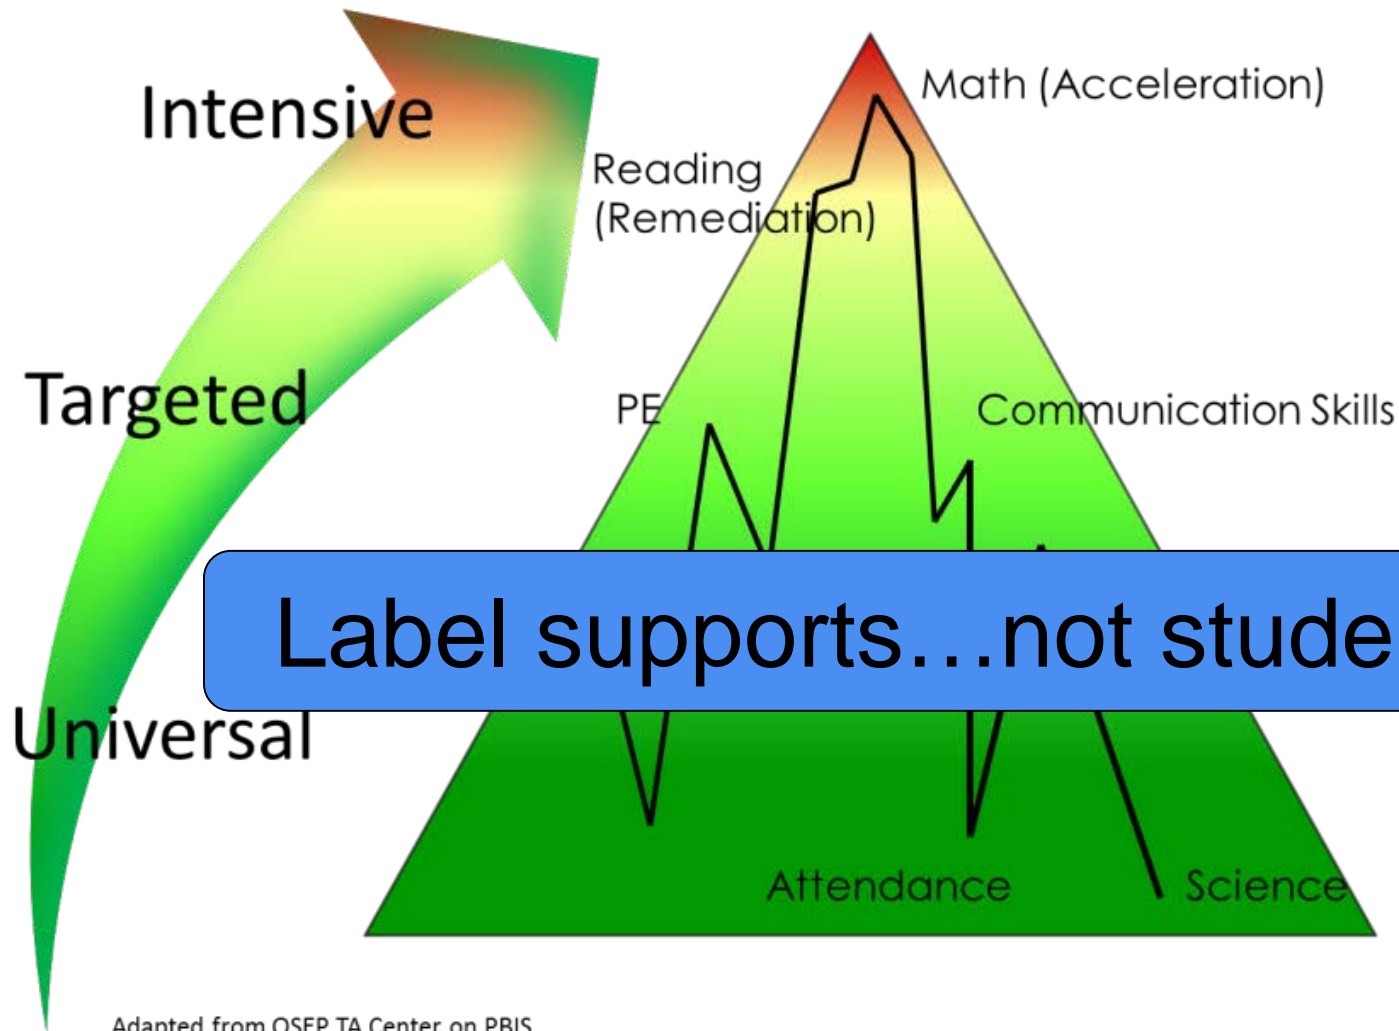 Intensive
Math (Acceleration)
Reading
(Remediation)
Targeted
PE
Communication Skills
Label supports…not stude
Universal
Attendance
Science
Adapted from OSEP TA Center on PBIS